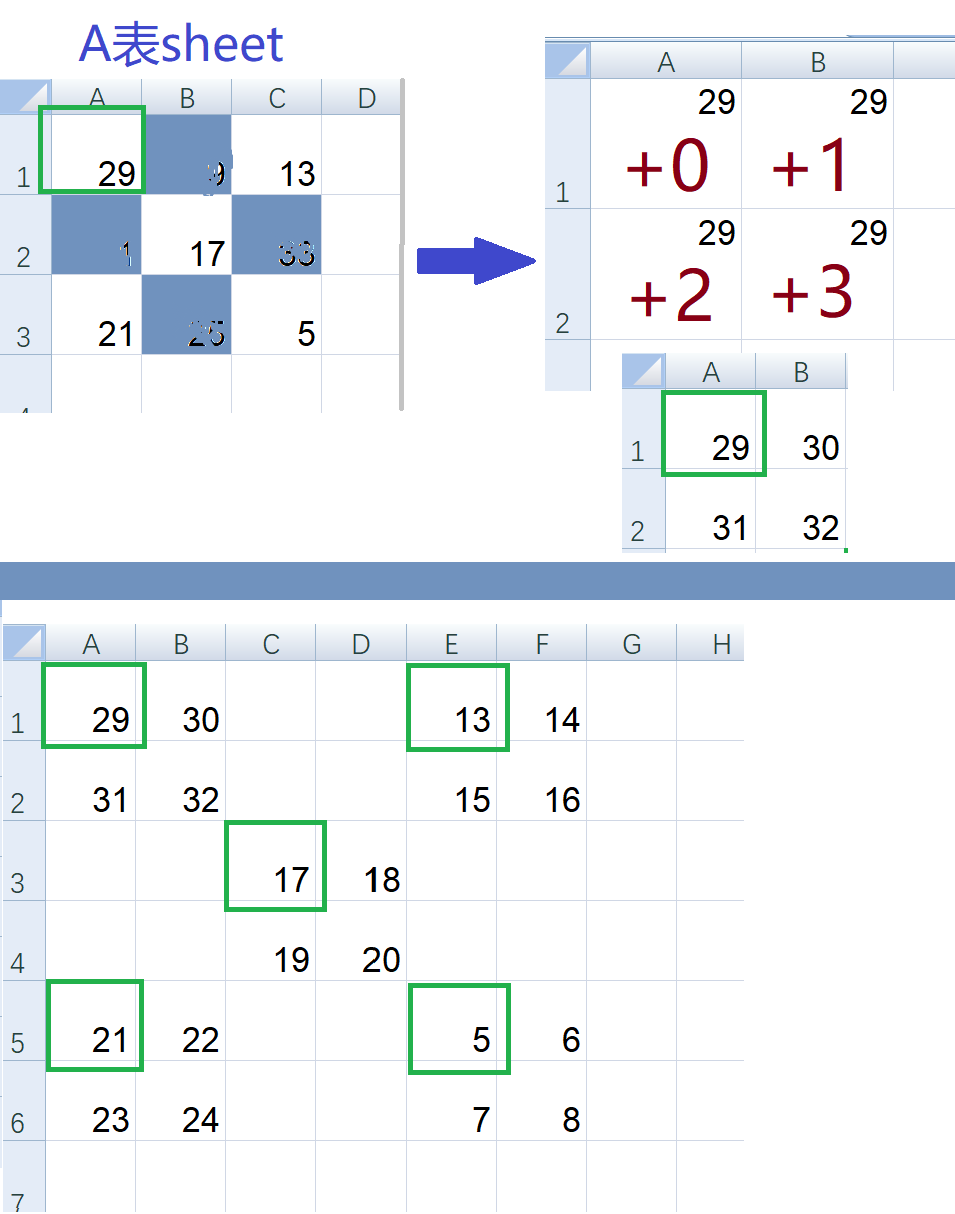 A表sheet
A B C D
1 29 9 13
2 1 17 33
3 21 25 5
A B
29 29
+0 +1
1
29 29
+2 +3
2
A B
1 29 30
2 31 32
A B C D E F G H
1 29 30 13 14
2 31 32 15 16
3 17 18
4 19 20
5 21 22 5 6
6 23 24 7 8
7